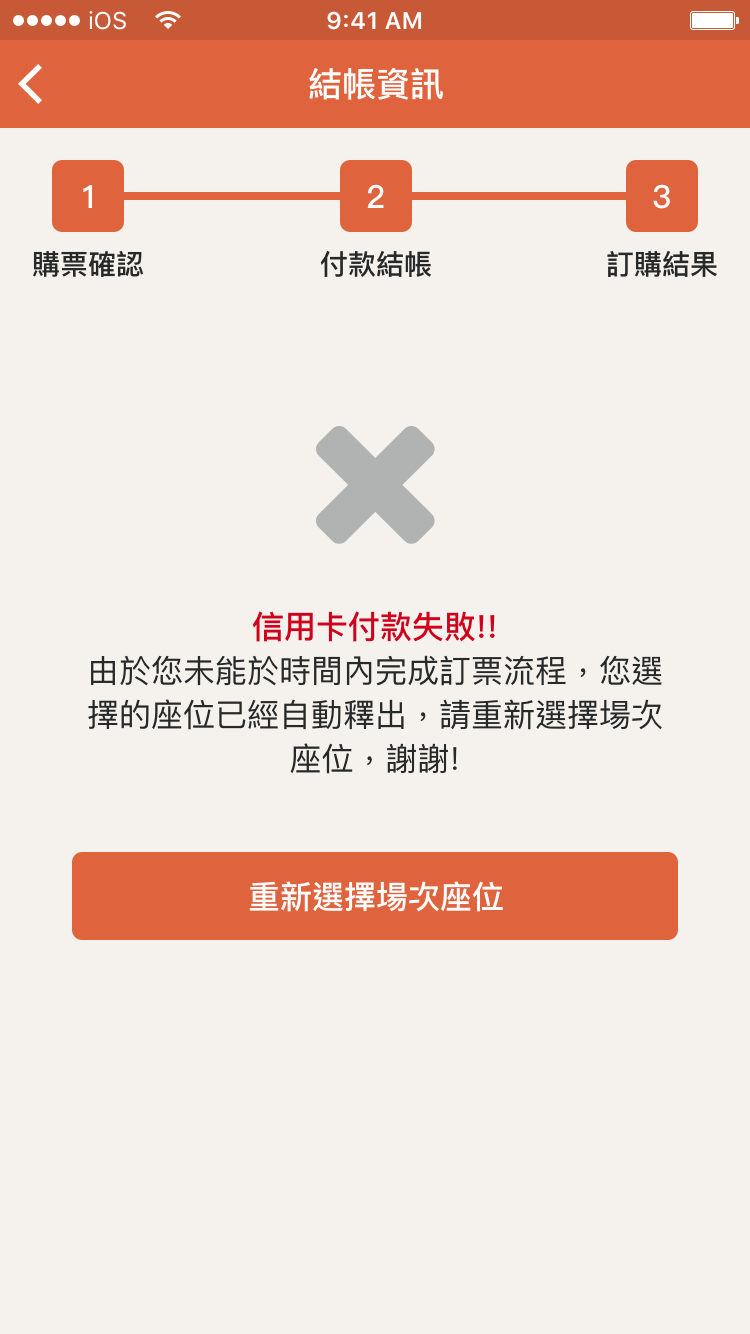 iOS 9:41 AM
結帳資訊
1 2 3
購票確認 付款結帳 訂購結果
信用卡付款失敗!!
由於您未能於時間內完成訂票流程，您選
擇的座位已經自動釋出，請重新選擇場次
座位，謝謝!
重新選擇場次座位